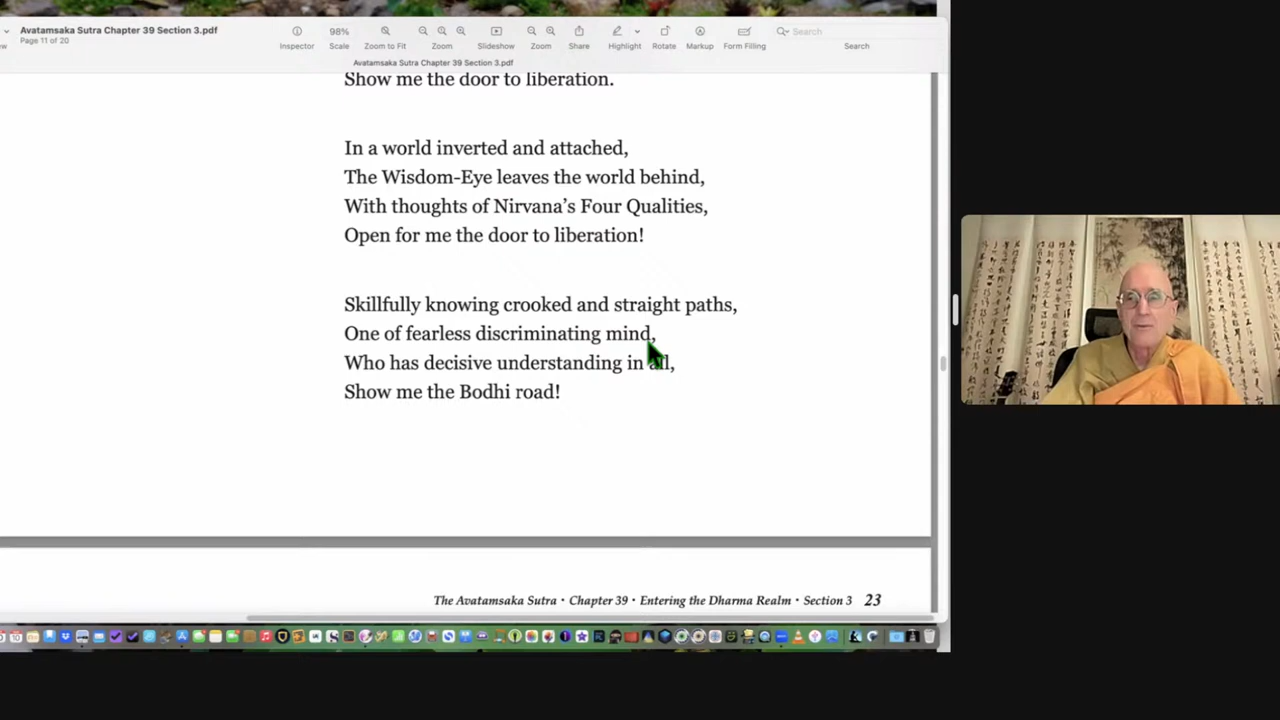 Avatamsaka Sutra Chapter 39 Section 3.pdf
Page 11 of 20
98%
Search
Inspector
Scale
Zoom to Fit
Zoom
Slideshow
Zoom
Share
Highlight
Rotate
Markup
Form Filling
Search
Avatamsaka Sutra Chapter 39 Section 3.pdf
Show me the door to liberation.
In a world inverted and attached,
The Wisdom-Eye leaves the world behind,
With thoughts of Nirvana’s Four Qualities,
Open for me the door to liberation!
Skillfully knowing crooked and straight paths,
One of fearless discriminating mind,
Who has decisive understanding in all,
Show me the Bodhi road!
The Avatamsaka Sutra • Chapter 39 • Entering the Dharma Realm • Section 3 23